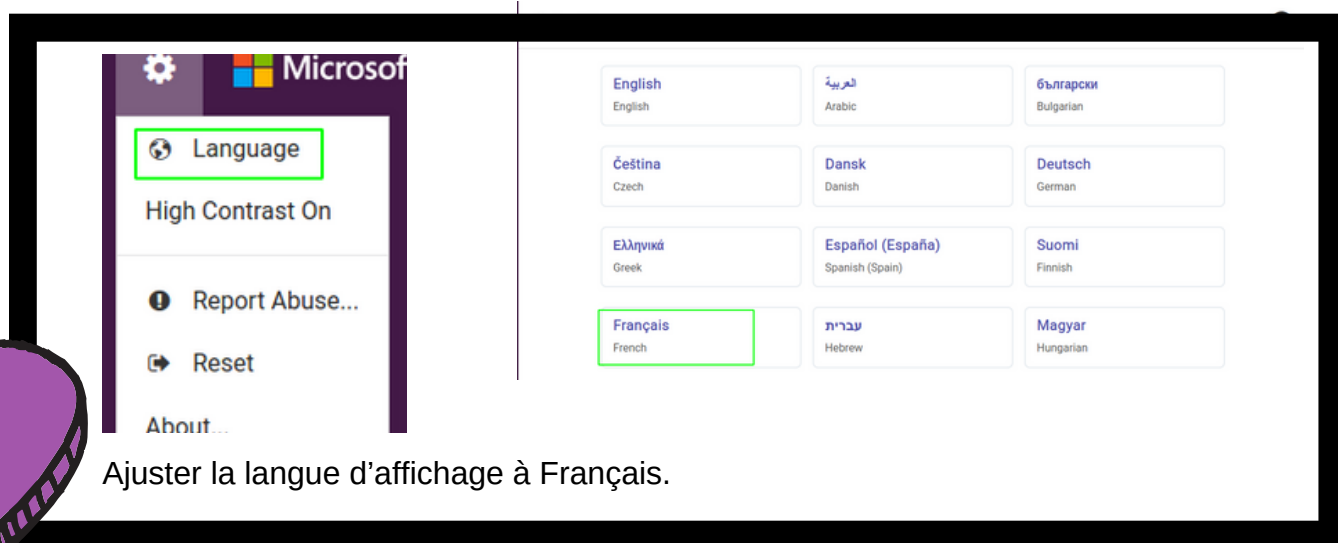 Microsof
Language
High Contrast On
Report Abuse...
Reset
About...
English
English
العربية
Arabic
български
Bulgarian
Čeština
Czech
Dansk
Danish
Deutsch
German
Ελληνικά
Greek
Español (España)
Spanish (Spain)
Suomi
Finnish
Français
French
עברית
Hebrew
Magyar
Hungarian
Ajuster la langue d’affichage à Français.